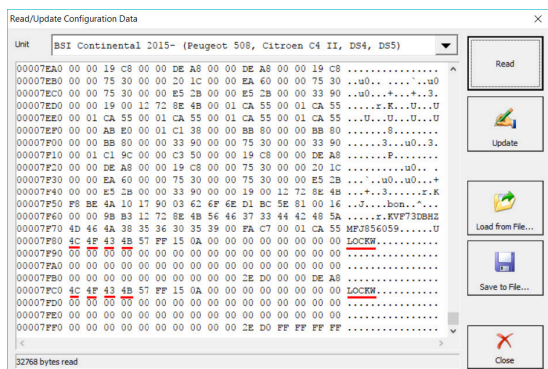 Read/Update Configuration Data
Unit
BSI Continental 2015- (Peugeot 508, Citroen C4 II, DS4, DS5)
00007EA0 00 00 19 C8 00 00 DE A8 00 00 DE A8 00 00 19 C8 ................
00007EB0 00 00 75 30 00 00 20 1C 00 00 EA 60 00 00 75 30 ..u0.. ....`..u0
00007EC0 00 00 75 30 00 00 E5 2B 00 00 E5 2B 00 00 33 90 ..u0...+...+..3.
00007ED0 00 00 19 00 12 72 8E 4B 00 01 CA 55 00 01 CA 55 .....r.K...U...U
00007EE0 00 01 CA 55 00 01 CA 55 00 01 CA 55 00 01 CA 55 ...U...U...U...U
00007EF0 00 00 AB E0 00 01 C1 38 00 00 BB 80 00 00 BB 80 .......8........
00007F00 00 00 BB 80 00 00 33 90 00 00 75 30 00 00 33 90 ......3...u0..3.
00007F10 00 01 C1 9C 00 00 C3 50 00 00 19 C8 00 00 DE A8 .......P........
00007F20 00 00 DE A8 00 00 19 C8 00 00 75 30 00 00 20 1C ..........u0.. .
00007F30 00 00 EA 60 00 00 75 30 00 00 75 30 00 00 E5 2B ...`..u0..u0...+
00007F40 00 00 E5 2B 00 00 33 90 00 00 19 00 12 72 8E 4B ...+..3......r.K
00007F50 F8 BE 4A 10 17 90 03 62 6F 6E D1 BC 5E 81 00 16 ..J....bon..^...
00007F60 00 00 9B B3 12 72 8E 4B 56 46 37 33 44 42 48 5A .....r.KVF73DBHZ
00007F70 4D 46 4A 38 35 36 30 35 39 00 FA C7 00 01 CA 55 MFJ856059......U
00007F80 4C 4F 43 4B 57 FF 15 0A 00 00 00 00 00 00 00 00 LOCKW...........
00007F90 00 00 00 00 00 00 00 00 00 00 00 00 00 00 00 00 ................
00007FA0 00 00 00 00 00 00 00 00 00 00 00 00 00 00 00 00 ................
00007FB0 00 00 00 00 00 00 00 00 00 00 2E D0 00 00 DE A8 ................
00007FC0 4C 4F 43 4B 57 FF 15 0A 00 00 00 00 00 00 00 00 LOCKW...........
00007FD0 00 00 00 00 00 00 00 00 00 00 00 00 00 00 00 00 ................
00007FE0 00 00 00 00 00 00 00 00 00 00 00 00 00 00 00 00 ................
00007FF0 00 00 00 00 00 00 00 00 00 00 2E D0 FF FF FF FF ................
32768 bytes read
Read
Update
Load from File...
Save to File...
Close